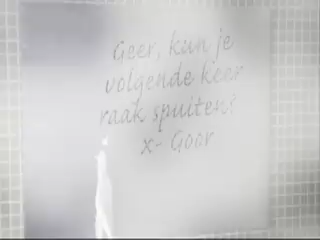 Geer, kun je
volgende keer
raak spuiten?
x- Goor